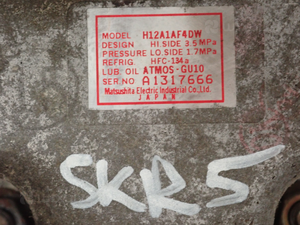 MODEL H12A1AF4DW
DESIGN HI.SIDE 3.5MPa
PRESSURE LO.SIDE 1.7MPa
REFRIG. HFC-134a
LUB. OIL ATMOS-GU10
SER. NO A1317666
Matsushita Electric Industrial Co., Ltd.
JAPAN
SKR5